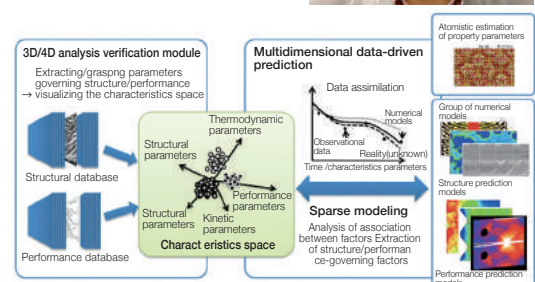 3D/4D analysis verification module
Extracting/graspng parameters
governing structure/performance
→ visualizing the characteristics space
Structural database
Performance database
Thermodynamic
parameters
Structural
parameters
Performance
parameters
Structural
parameters
Kinetic
parameters
Charact eristics space
Multidimensional data-driven
prediction
Data assimilation
Numerical
models
Observational
data
Reality(unknown)
Time /characteristics parameters
Sparse modeling
Analysis of association
between factors Extraction
of structure/performan
ce-governing factors
Atomistic estimation
of property parameters
Group of numerical
models
Structure prediction
models
Performance prediction
models